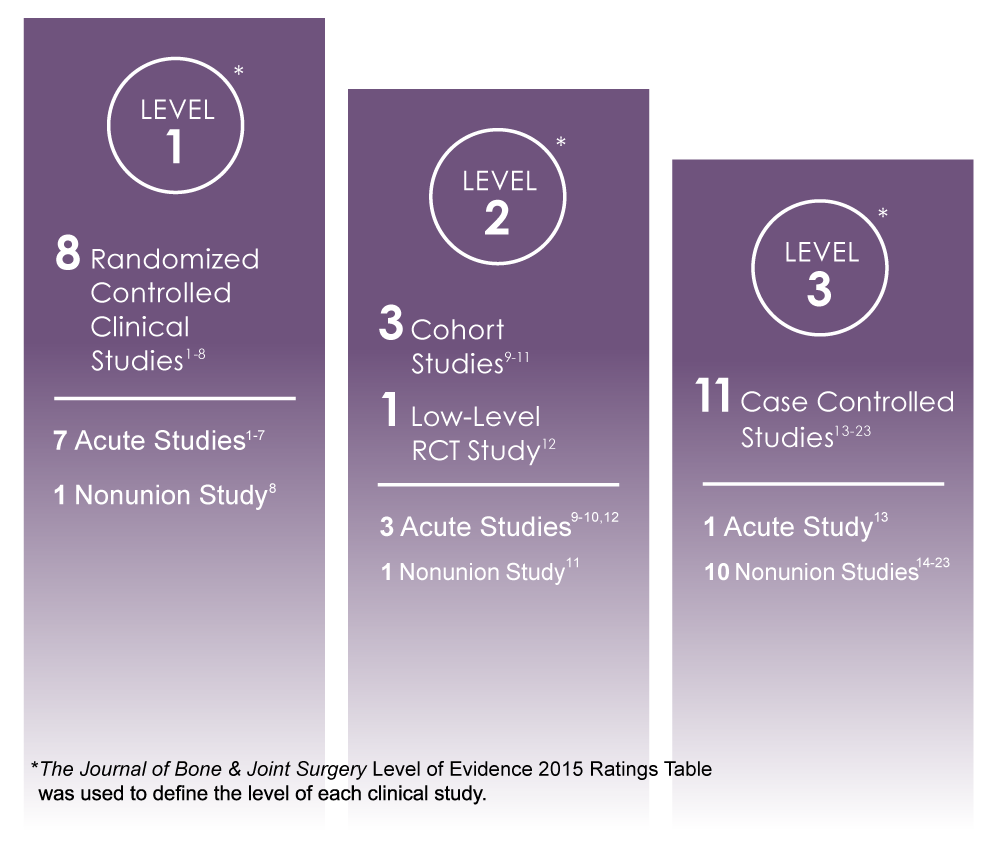 LEVEL
1
*
8 Randomized
Controlled
Clinical
Studies1-8
7 Acute Studies1-7
1 Nonunion Study8
LEVEL
2
*
3 Cohort
Studies9-11
1 Low-Level
RCT Study12
3 Acute Studies9-10,12
1 Nonunion Study11
LEVEL
3
*
11 Case Controlled
Studies13-23
1 Acute Study13
10 Nonunion Studies14-23
*The Journal of Bone & Joint Surgery Level of Evidence 2015 Ratings Table
was used to define the level of each clinical study.